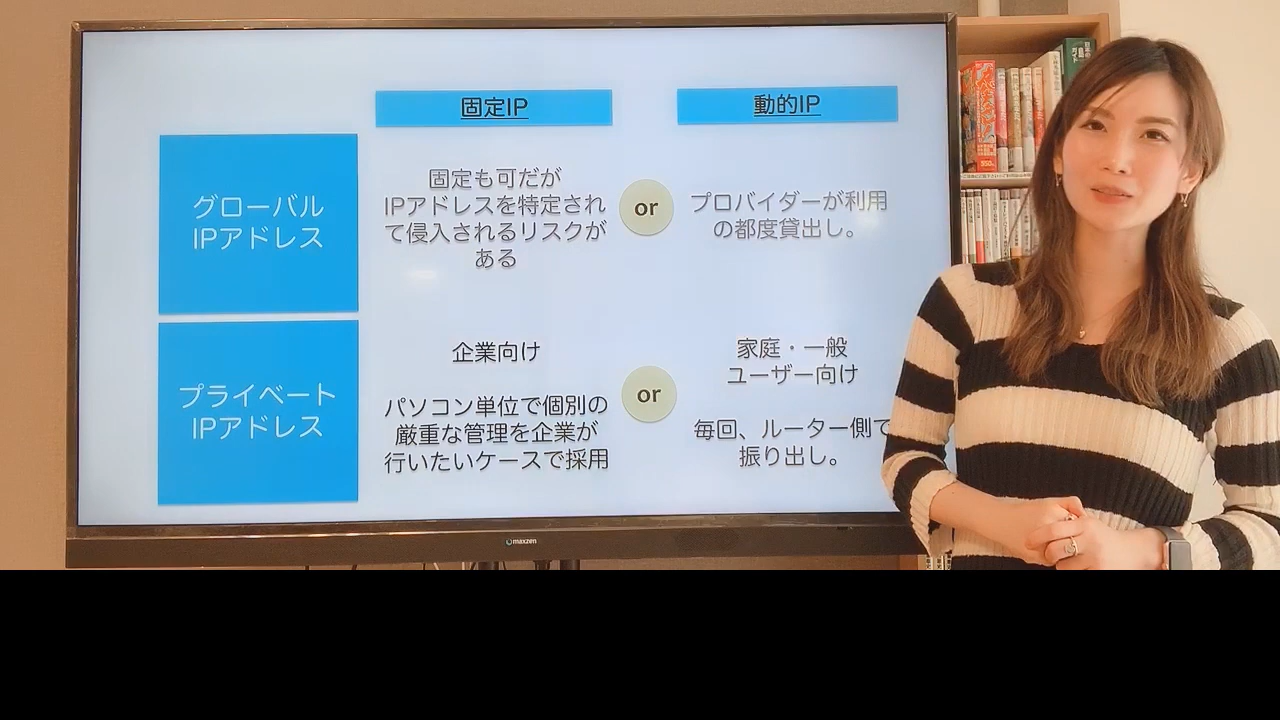 固定IP
動的IP
グローバル
IPアドレス
固定も可だが
IPアドレスを特定され
て侵入されるリスクが
ある
or
プロバイダーが利用
の都度貸出し。
プライベート
IPアドレス
企業向け
パソコン単位で個別の
厳重な管理を企業が
行いたいケースで採用
or
家庭・一般
ユーザー向け
毎回、ルーター側で
振り出し。
maxzen